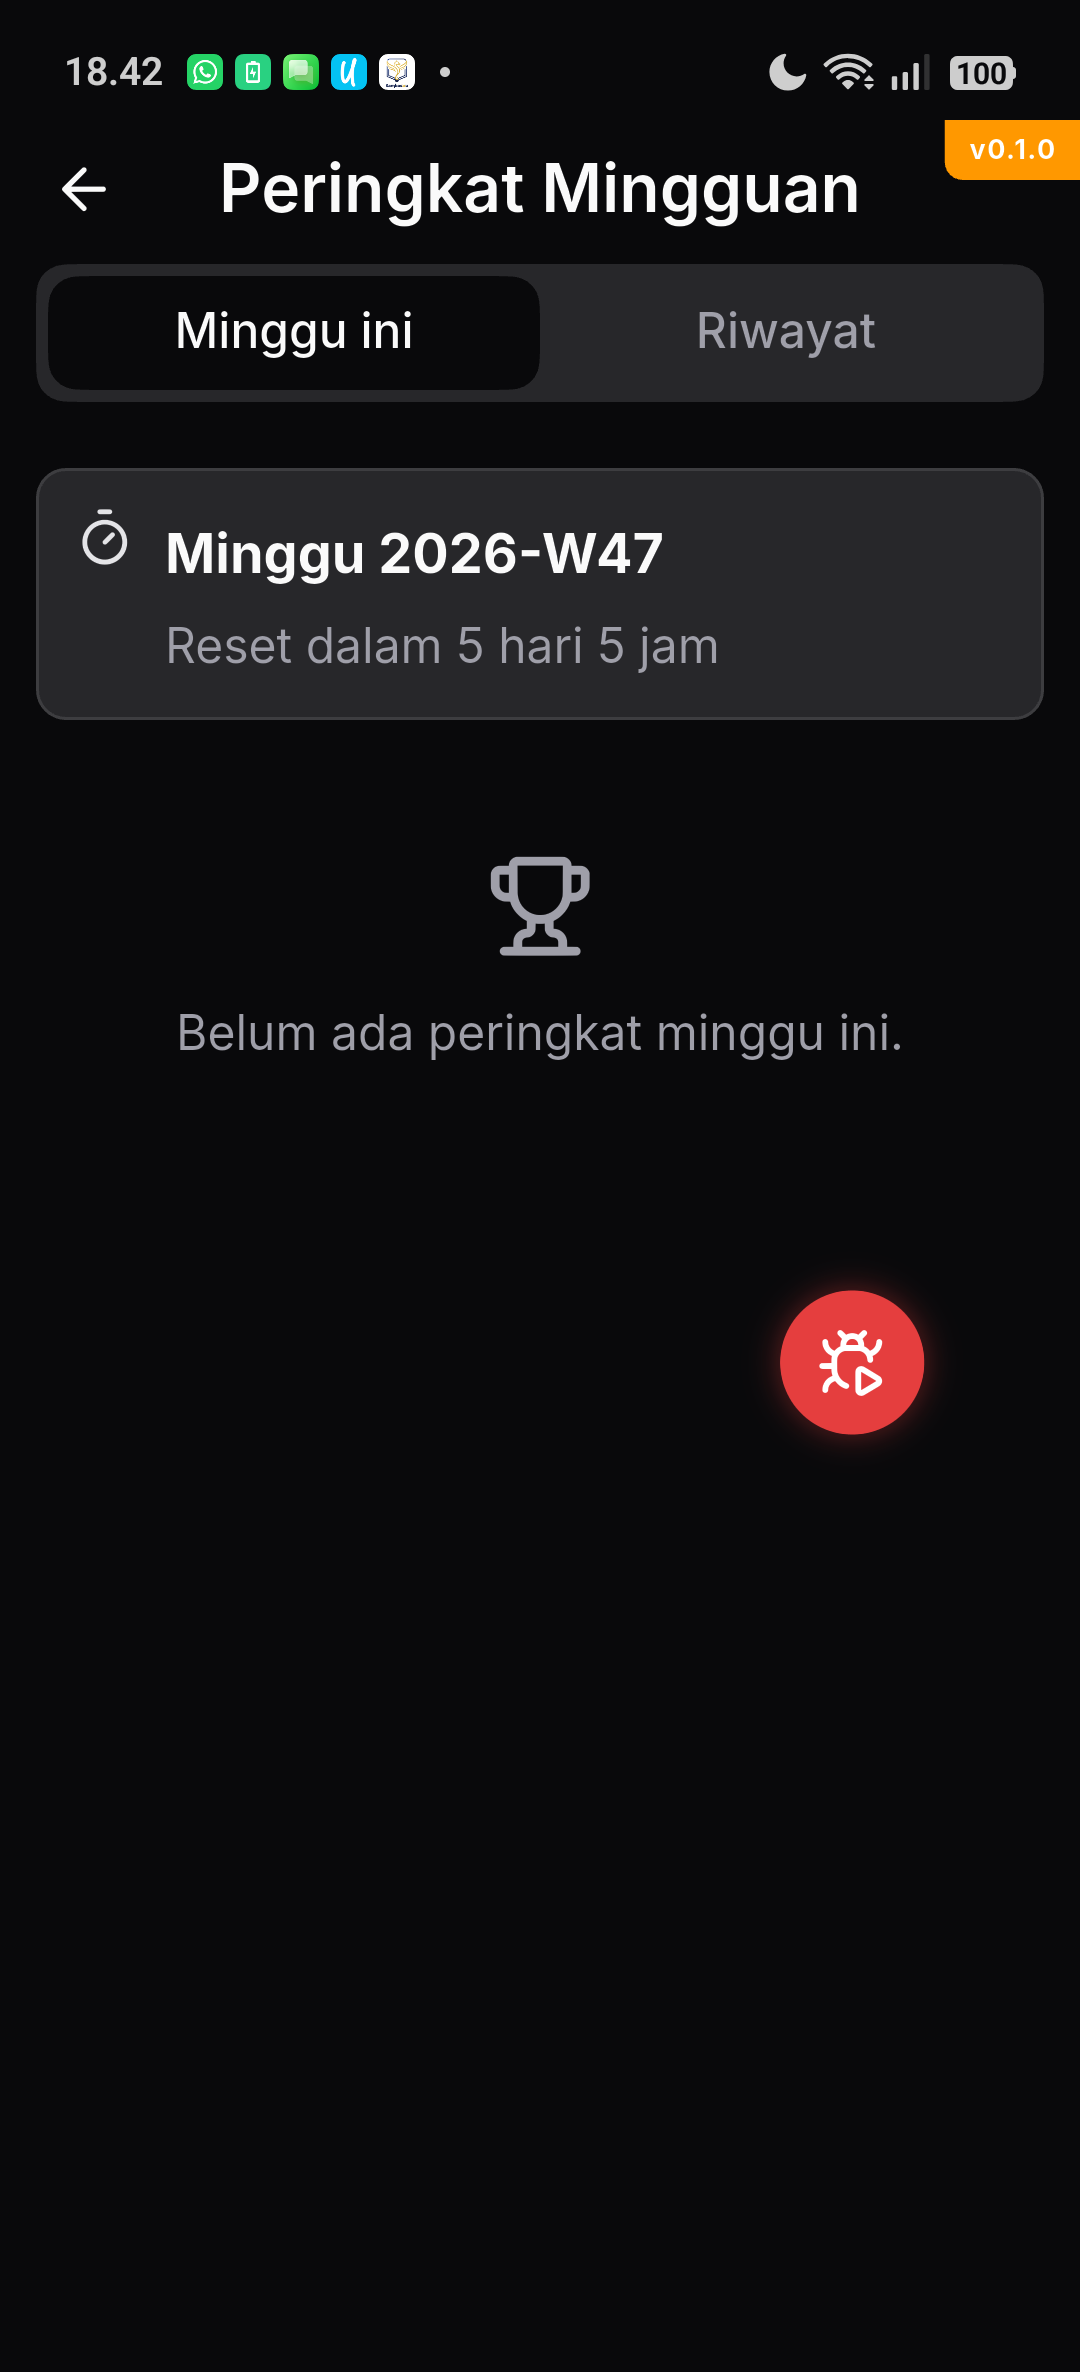 18.42
100
v0.1.0
Peringkat Mingguan
Minggu ini
Riwayat
Minggu 2026-W47
Reset dalam 5 hari 5 jam
Belum ada peringkat minggu ini.